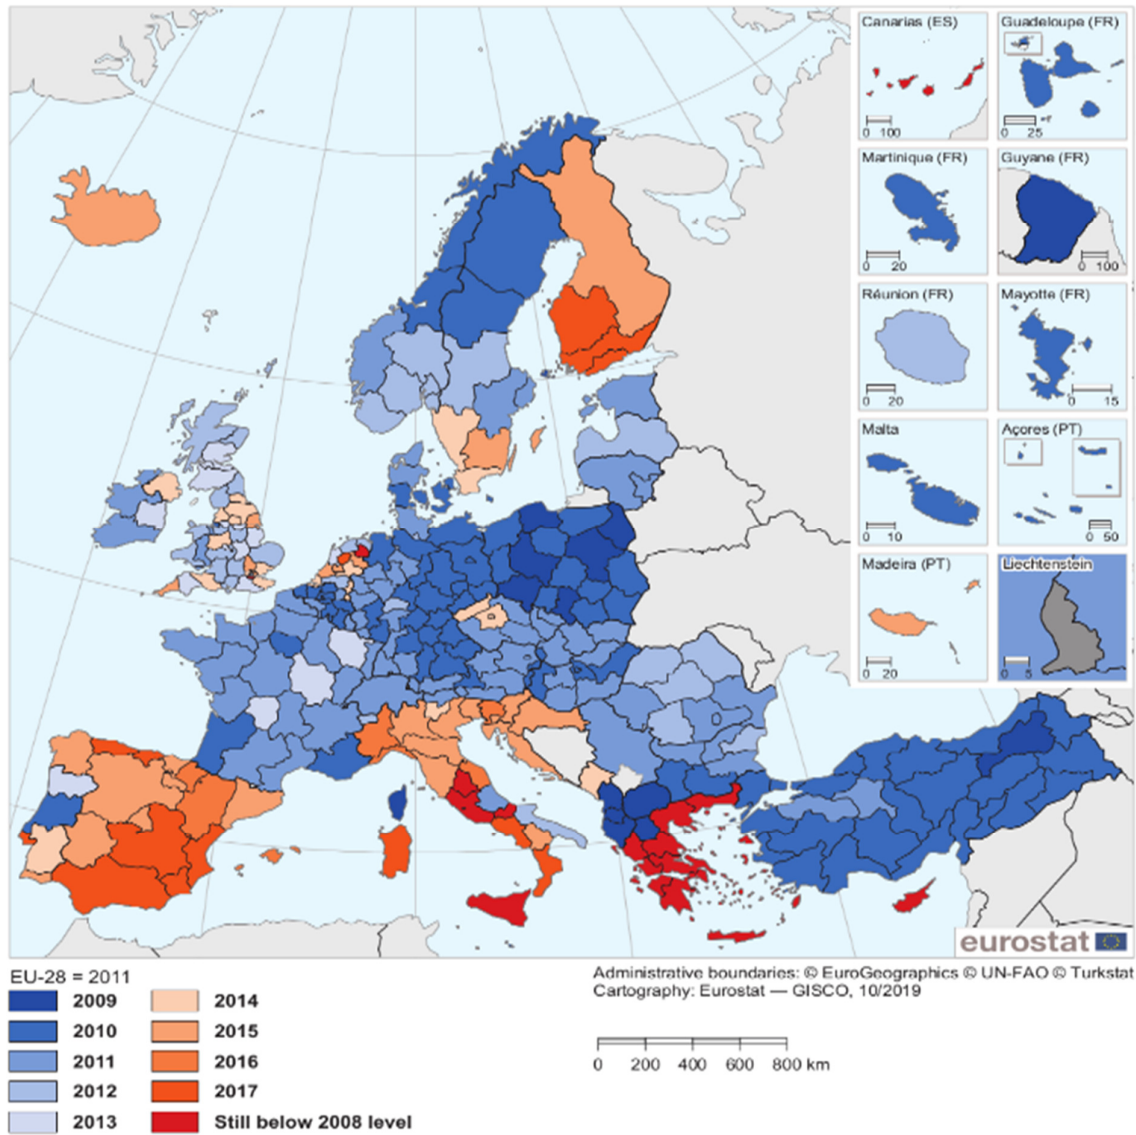 Canarias (ES)
0 100
Guadeloupe (FR)
0 25
Martinique (FR)
0 20
Guyane (FR)
0 100
Réunion (FR)
0 20
Mayotte (FR)
0 15
Malta
0 10
Açores (PT)
0 50
Madeira (PT)
0 20
Liechtenstein
0 5
eurostat
EU-28 = 2011
2009
2010
2011
2012
2013
2014
2015
2016
2017
Still below 2008 level
Administrative boundaries: © EuroGeographics © UN-FAO © Turkstat
Cartography: Eurostat — GISCO, 10/2019
0 200 400 600 800 km